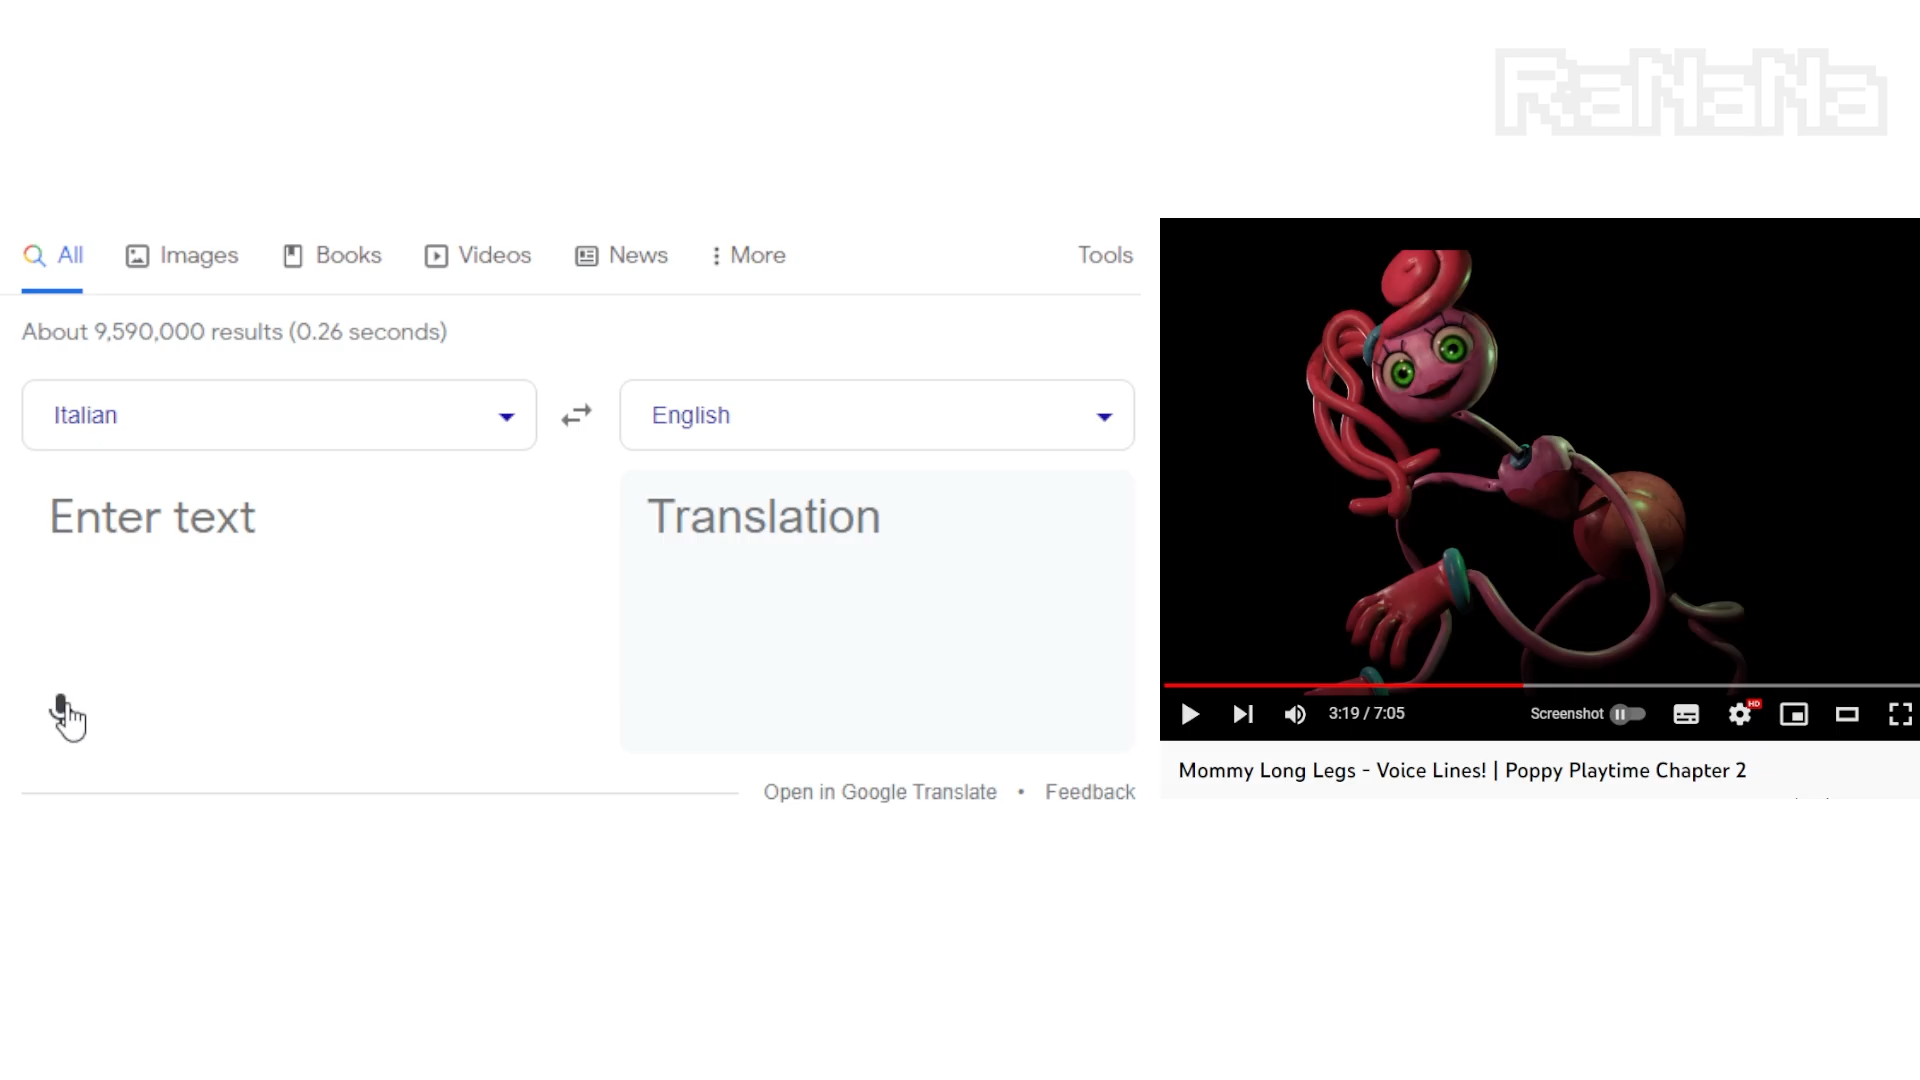 RaNaNa
All Images Books Videos News More Tools
About 9,590,000 results (0.26 seconds)
Italian English
Enter text Translation
Open in Google Translate • Feedback
3:19 / 7:05 Screenshot HD
Mommy Long Legs - Voice Lines! | Poppy Playtime Chapter 2